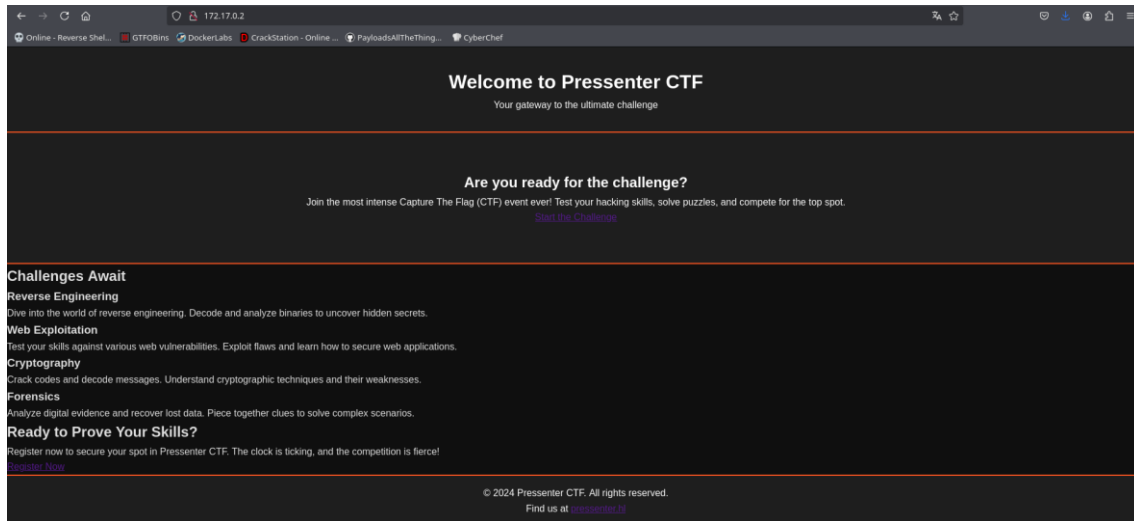 172.17.0.2
Online - Reverse Shel... GTFOBins DockerLabs CrackStation - Online ... PayloadsAllTheThing... CyberChef
Welcome to Pressenter CTF
Your gateway to the ultimate challenge
Are you ready for the challenge?
Join the most intense Capture The Flag (CTF) event ever! Test your hacking skills, solve puzzles, and compete for the top spot.
Start the Challenge
Challenges Await
Reverse Engineering
Dive into the world of reverse engineering. Decode and analyze binaries to uncover hidden secrets.
Web Exploitation
Test your skills against various web vulnerabilities. Exploit flaws and learn how to secure web applications.
Cryptography
Crack codes and decode messages. Understand cryptographic techniques and their weaknesses.
Forensics
Analyze digital evidence and recover lost data. Piece together clues to solve complex scenarios.
Ready to Prove Your Skills?
Register now to secure your spot in Pressenter CTF. The clock is ticking, and the competition is fierce!
Register Now
© 2024 Pressenter CTF. All rights reserved.
Find us at pressenter.hl